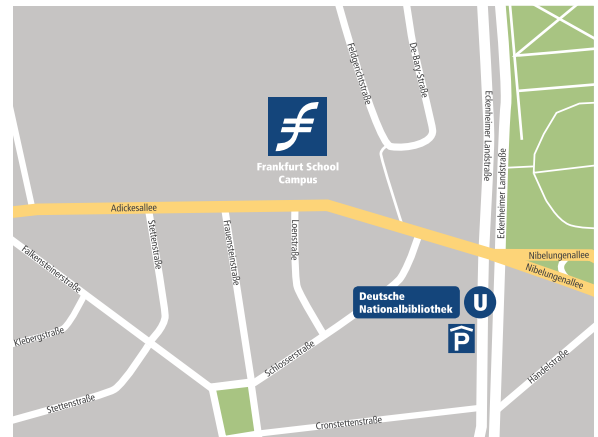 Feldgerichtstraße
De-Bary-Straße
Eckenheimer Landstraße
Eckenheimer Landstraße
Frankfurt School
Campus
Adickesallee
Stettenstraße
Frauensteinstraße
Loenstraße
Falkensteinerstraße
Nibelungenallee
Nibelungenallee
Deutsche
Nationalbibliothek
U
P
Klebergstraße
Schlosserstraße
Händelstraße
Stettenstraße
Cronstettenstraße